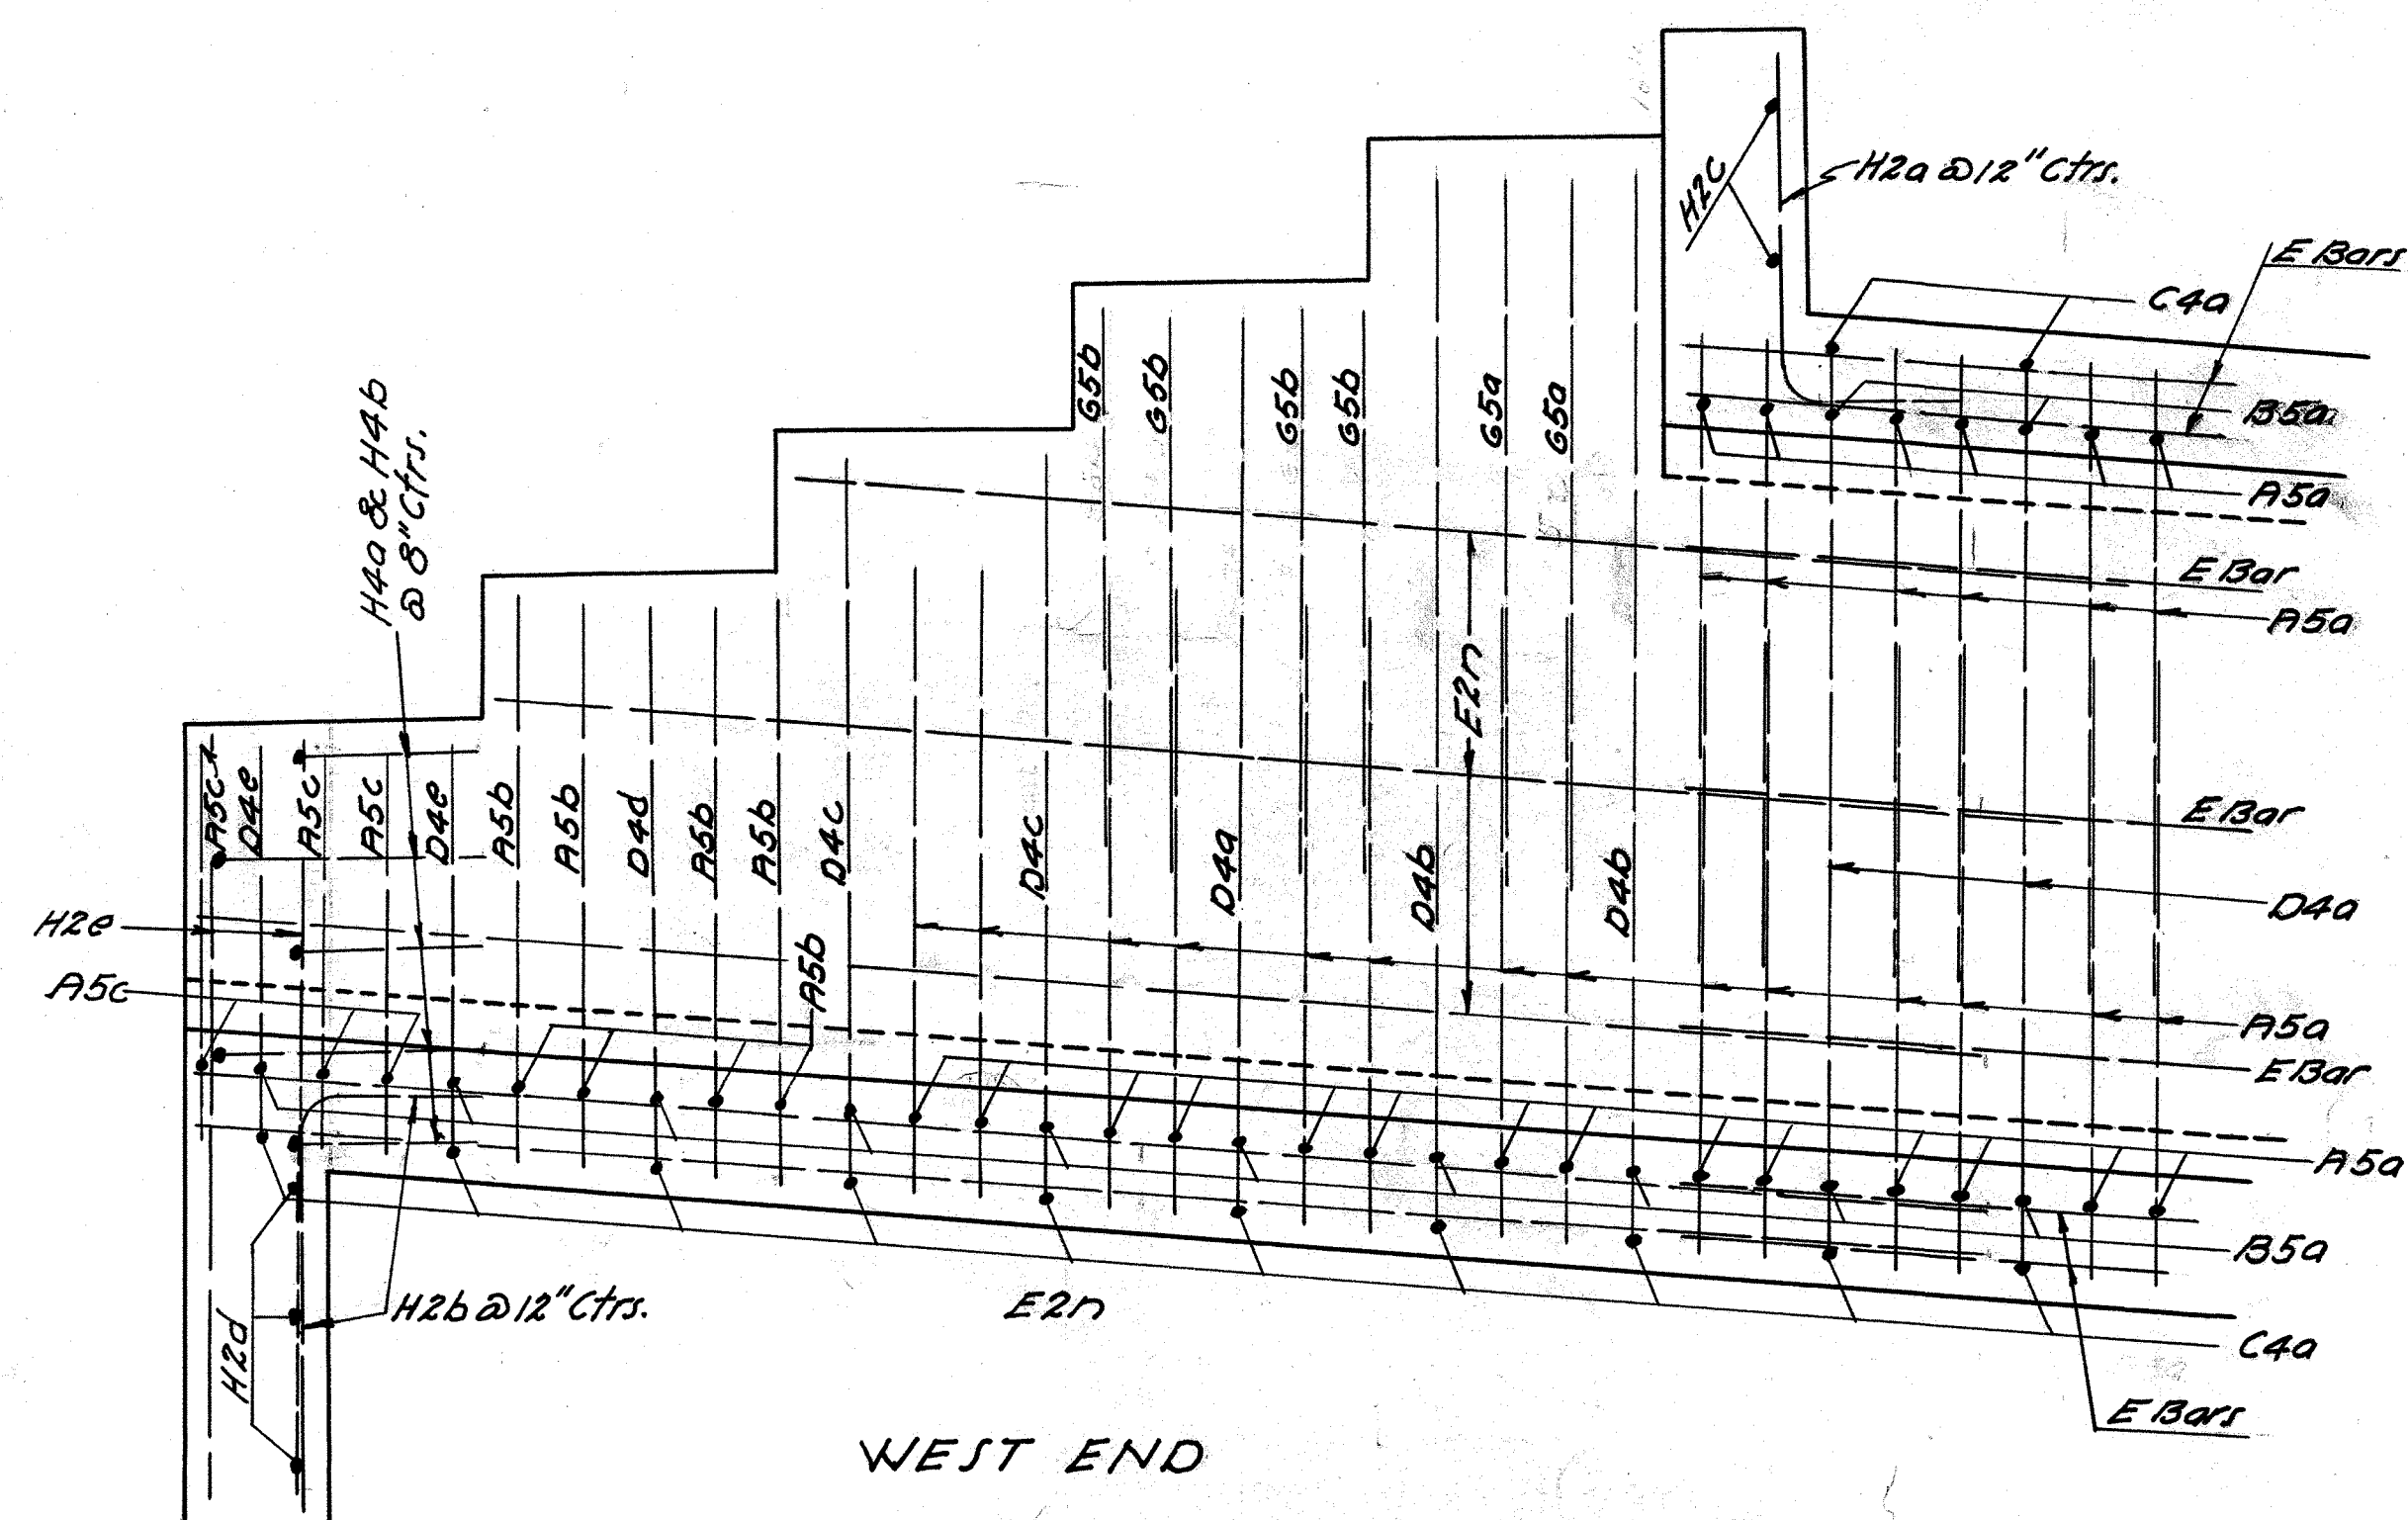 H2C
H2a @ 12" Ctrs.
E Bars
C4a
B5a
A5a
E Bar
A5a
G5b
G5b
G5b
G5b
G5a
G5a
H4a & H4b
@ 8" Ctrs.
E2n
E Bar
D4a
A5c
D4e
A5c
A5c
D4e
A5b
A5b
D4d
A5b
A5b
D4c
D4c
D4a
D4b
D4b
H2e
A5c
A5b
A5a
E Bar
A5a
B5a
C4a
E Bars
H2d
H2b @ 12" Ctrs.
E2n
WEST END